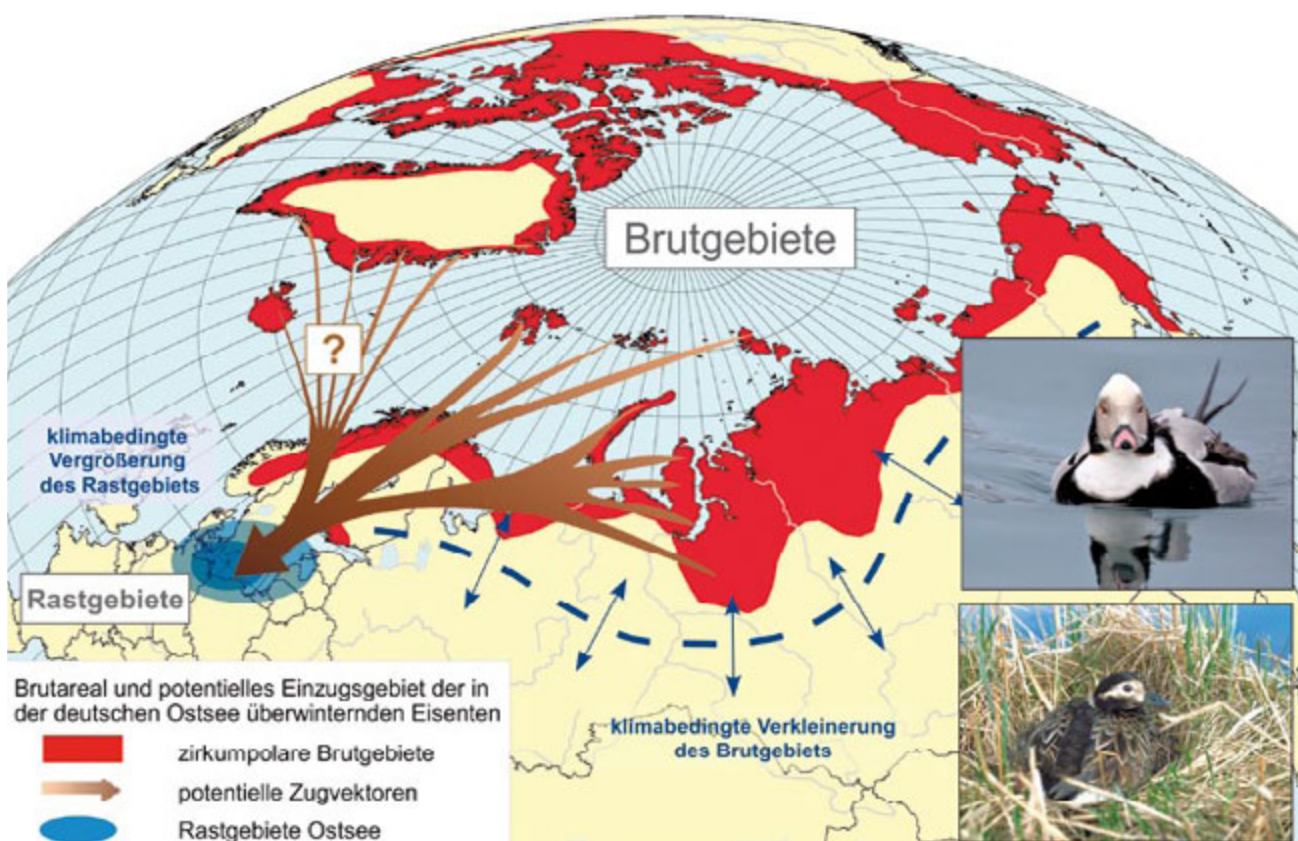 Brutgebiete
?
klimabedingte
Vergrößerung
des Rastgebiets
Rastgebiete
klimabedingte Verkleinerung
des Brutgebiets
Brutareal und potentielles Einzugsgebiet der in
der deutschen Ostsee überwinternden Eisenten
zirkumpolare Brutgebiete
potentielle Zugvektoren
Rastgebiete Ostsee